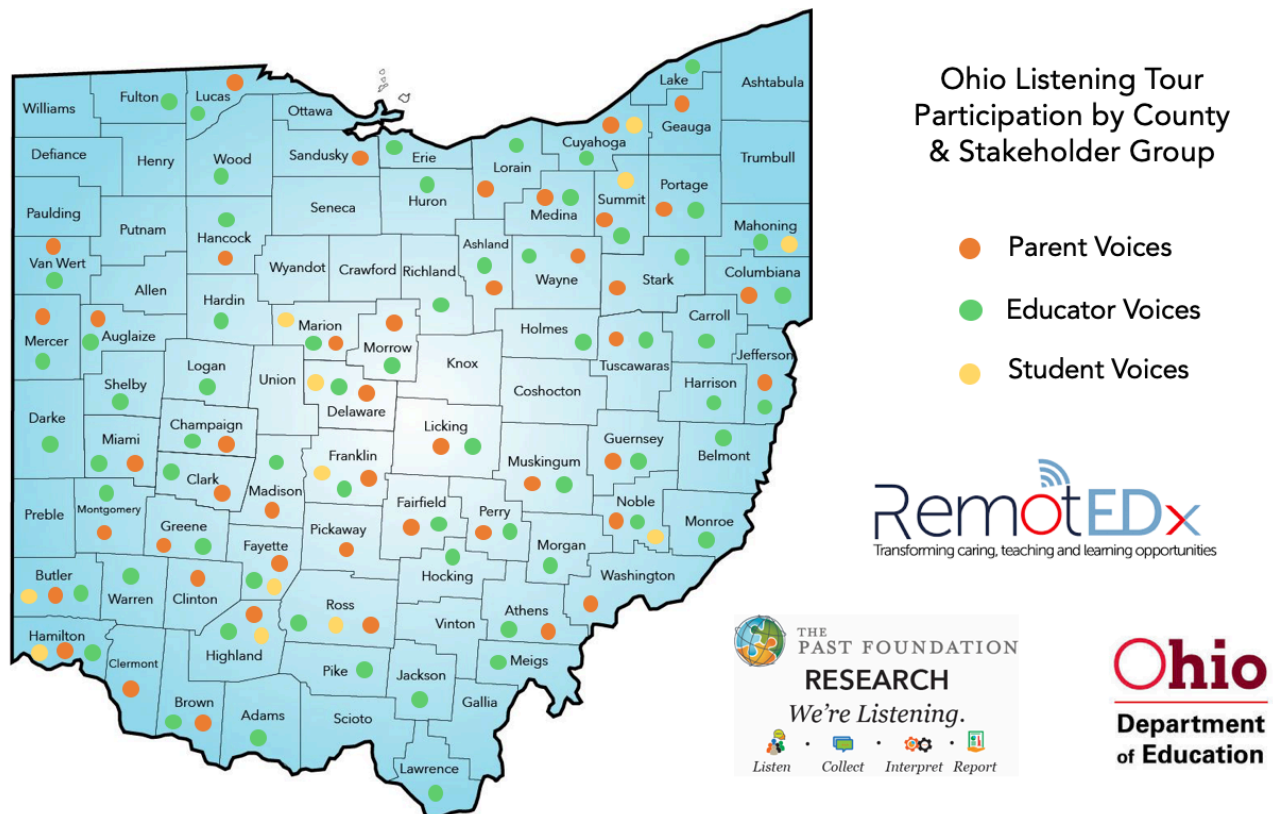 Ohio Listening Tour
Participation by County
& Stakeholder Group
Parent Voices
Educator Voices
Student Voices
RemotEDx
Transforming caring, teaching and learning opportunities
THE
PAST FOUNDATION
RESEARCH
We're Listening.
Listen · Collect · Interpret · Report
Ohio
Department
of Education
Williams
Fulton
Lucas
Ottawa
Lake
Ashtabula
Geauga
Cuyahoga
Defiance
Henry
Wood
Sandusky
Erie
Lorain
Trumbull
Paulding
Putnam
Hancock
Seneca
Huron
Medina
Summit
Portage
Mahoning
Van Wert
Allen
Wyandot
Crawford
Richland
Ashland
Wayne
Stark
Columbiana
Mercer
Auglaize
Hardin
Marion
Morrow
Holmes
Tuscawaras
Carroll
Jefferson
Shelby
Logan
Union
Delaware
Knox
Coshocton
Harrison
Darke
Miami
Champaign
Clark
Madison
Franklin
Licking
Muskingum
Guernsey
Belmont
Preble
Montgomery
Greene
Fayette
Pickaway
Fairfield
Perry
Morgan
Noble
Monroe
Butler
Warren
Clinton
Ross
Hocking
Vinton
Athens
Washington
Hamilton
Clermont
Highland
Pike
Jackson
Meigs
Brown
Adams
Scioto
Gallia
Lawrence